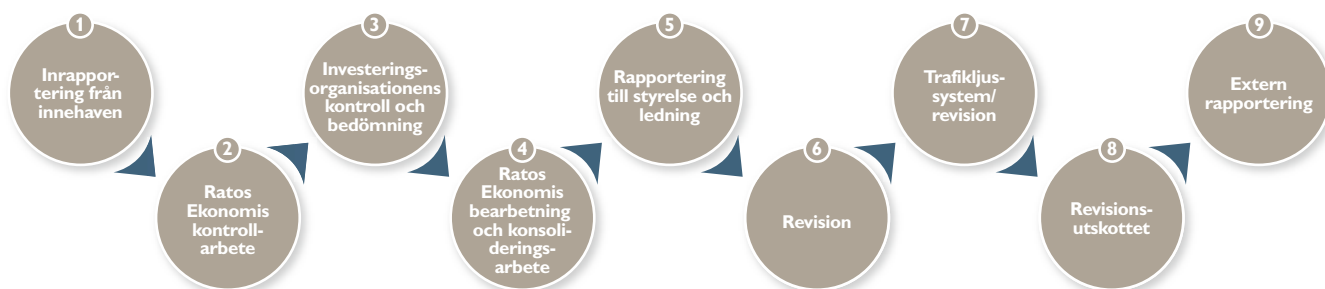 1
Inrappor-
tering från
innehaven
2
Ratos
Ekonomis
kontroll-
arbete
3
Investerings-
organisationens
kontroll och
bedömning
4
Ratos
Ekonomis
bearbetning
och konsoli-
derings-
arbete
5
Rapportering
till styrelse och
ledning
6
Revision
7
Trafikljus-
system/
revision
8
Revisions-
utskottet
9
Extern
rapportering